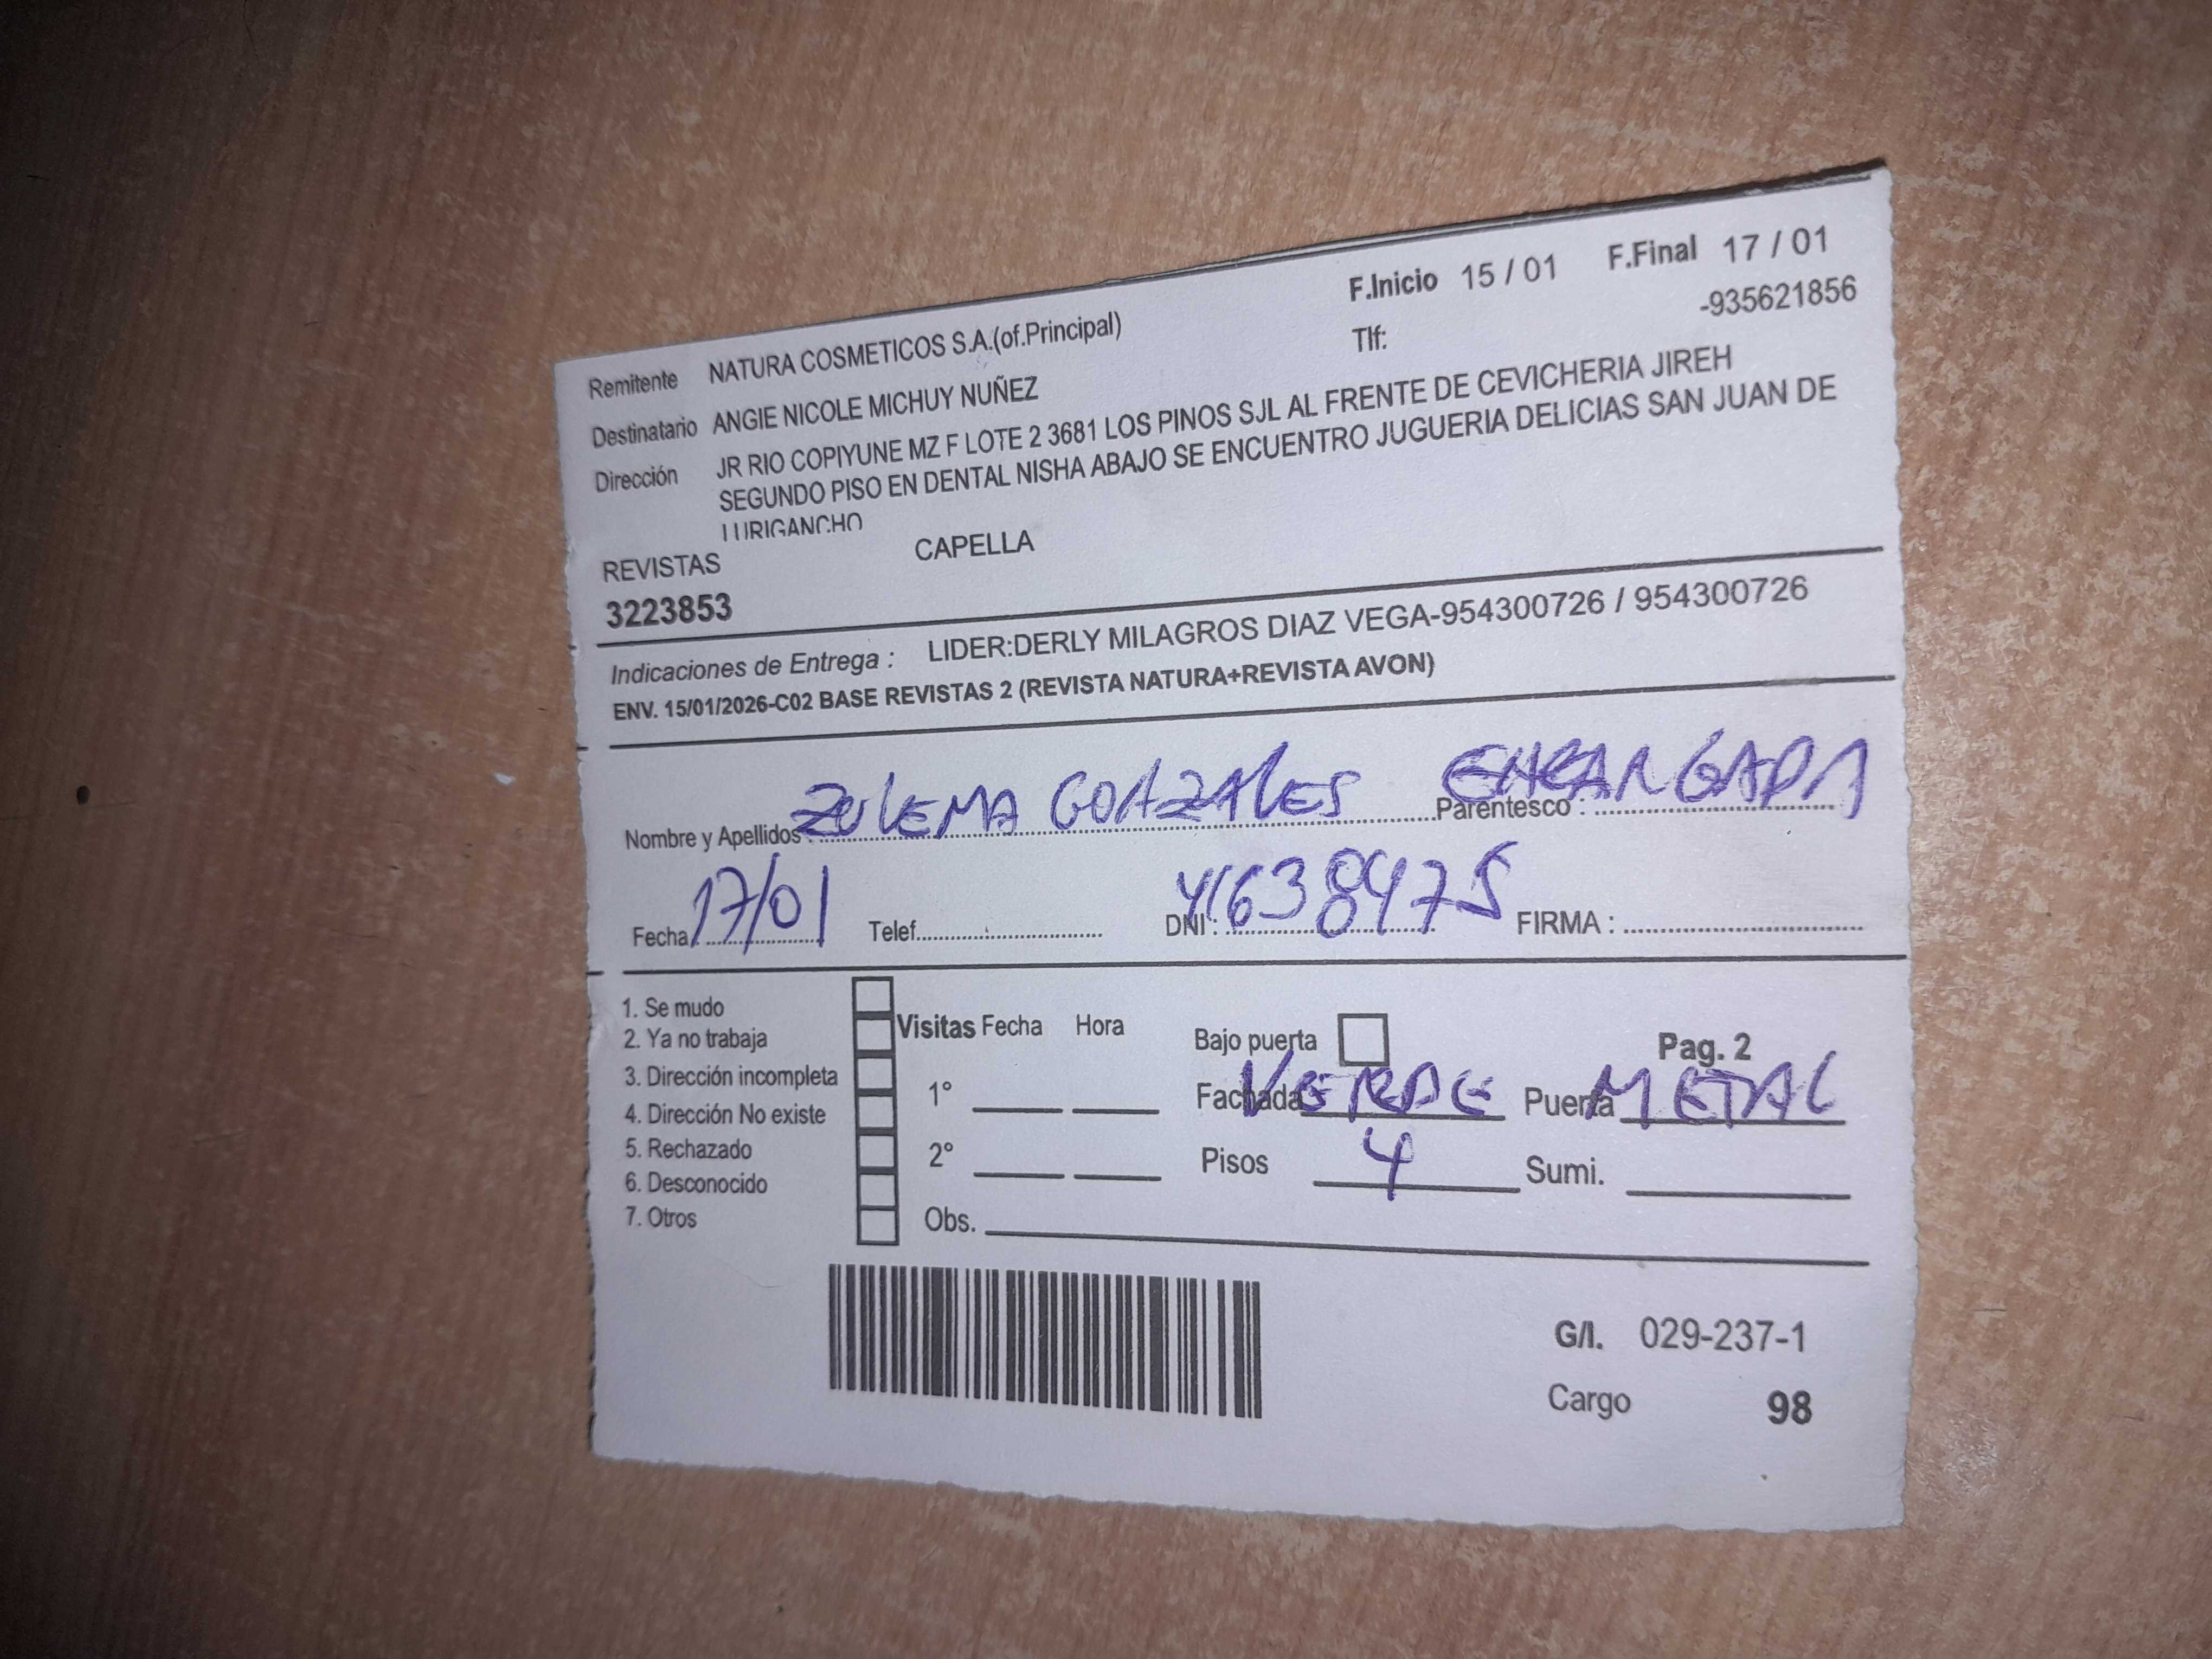 F.Inicio 15 / 01 F.Final 17 / 01
Remitente NATURA COSMETICOS S.A.(of.Principal) Tlf: -935621856
Destinatario ANGIE NICOLE MICHUY NUÑEZ
Dirección JR RIO COPIYUNE MZ F LOTE 2 3681 LOS PINOS SJL AL FRENTE DE CEVICHERIA JIREH
SEGUNDO PISO EN DENTAL NISHA ABAJO SE ENCUENTRO JUGUERIA DELICIAS SAN JUAN DE
LURIGANCHO
REVISTAS CAPELLA
3223853
Indicaciones de Entrega : LIDER:DERLY MILAGROS DIAZ VEGA-954300726 / 954300726
ENV. 15/01/2026-C02 BASE REVISTAS 2 (REVISTA NATURA+REVISTA AVON)
Nombre y Apellidos : ZULEMA GONZALES Parentesco : ENCARGADA
Fecha 17/01 Telef. DNI : 41638475 FIRMA :
1. Se mudo
2. Ya no trabaja Visitas Fecha Hora Bajo puerta Pag. 2
3. Dirección incompleta
4. Dirección No existe 1° Fachada VERDE Puerta METAL
5. Rechazado
6. Desconocido 2° Pisos 4 Sumi.
7. Otros Obs.
G/I. 029-237-1
Cargo 98